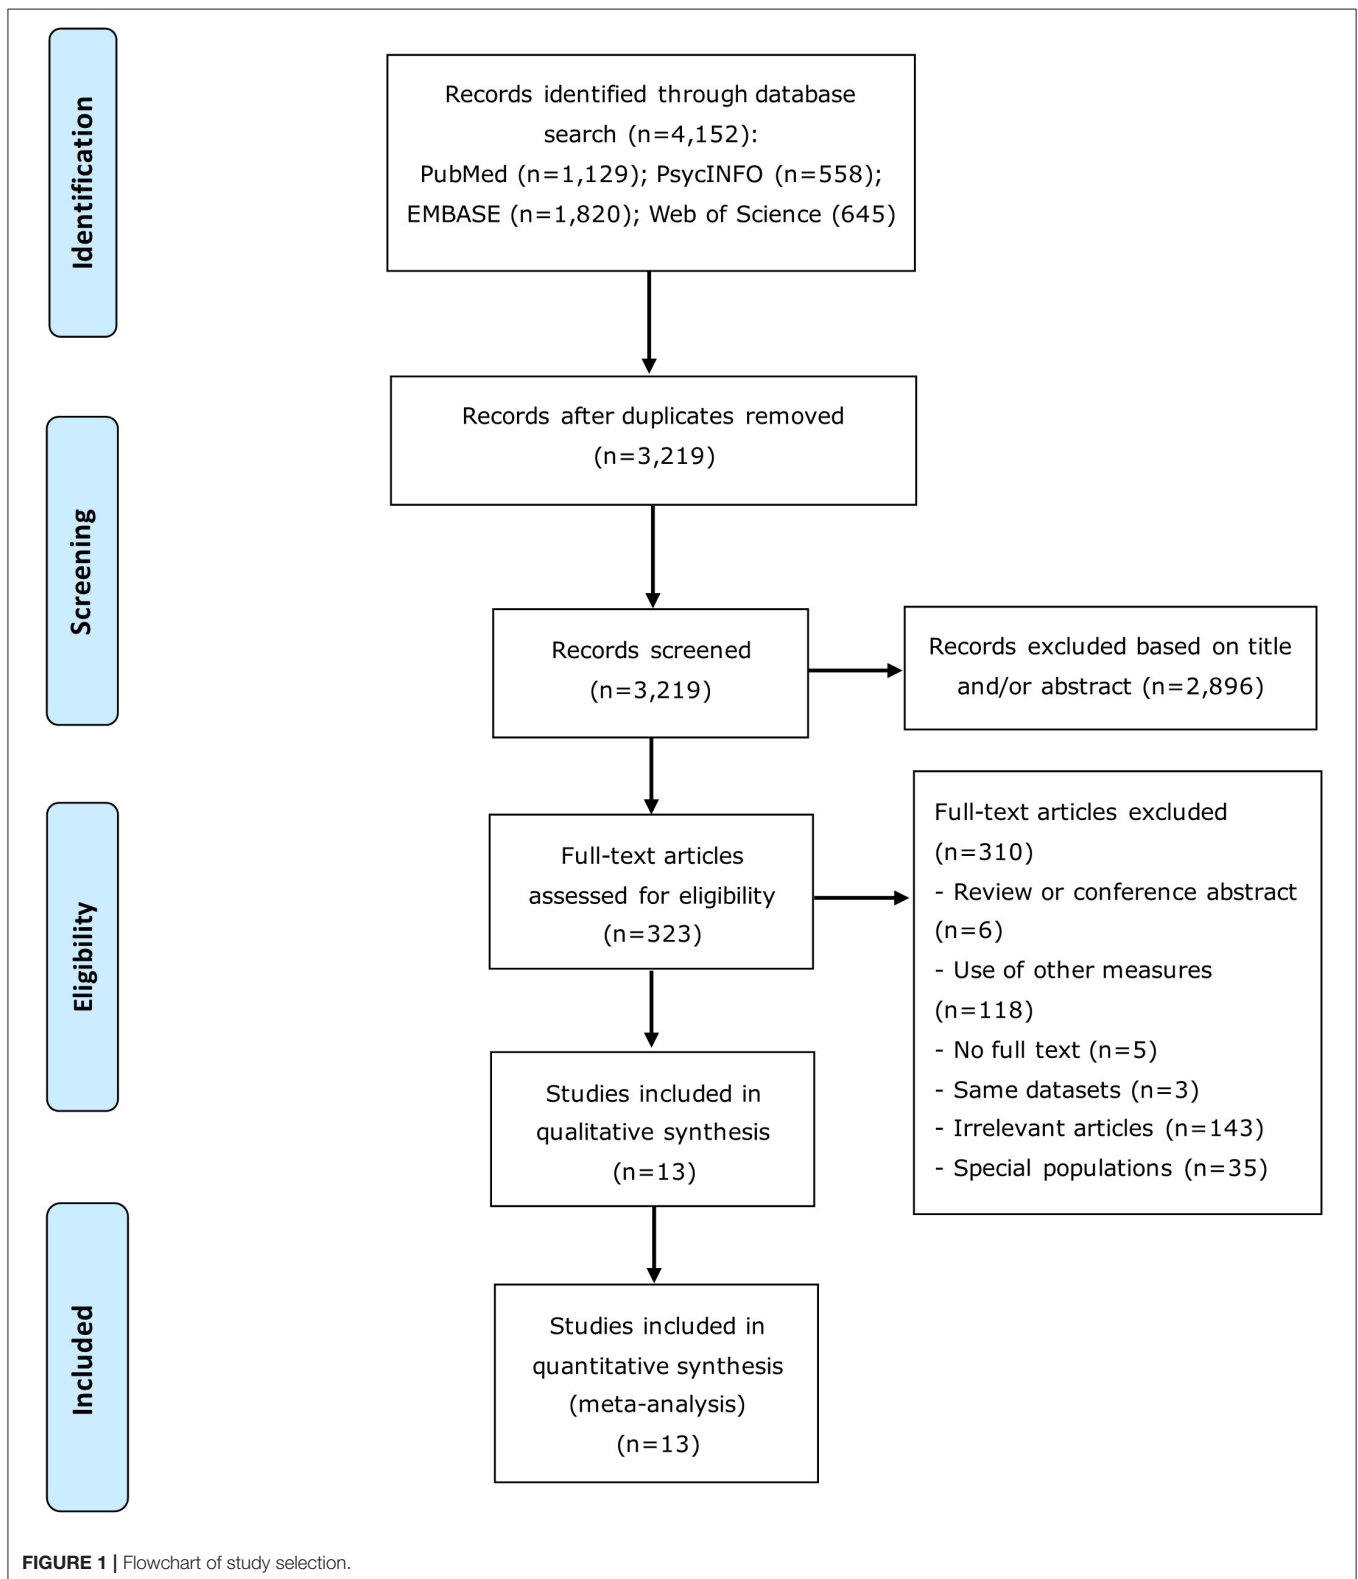 Identification
Records identified through database
search (n=4,152):
PubMed (n=1,129); PsycINFO (n=558);
EMBASE (n=1,820); Web of Science (645)
Screening
Records after duplicates removed
(n=3,219)
Records screened
(n=3,219)
Records excluded based on title
and/or abstract (n=2,896)
Eligibility
Full-text articles
assessed for eligibility
(n=323)
Full-text articles excluded
(n=310)
- Review or conference abstract
(n=6)
- Use of other measures
(n=118)
- No full text (n=5)
- Same datasets (n=3)
- Irrelevant articles (n=143)
- Special populations (n=35)
Studies included in
qualitative synthesis
(n=13)
Included
Studies included in
quantitative synthesis
(meta-analysis)
(n=13)
FIGURE 1 | Flowchart of study selection.